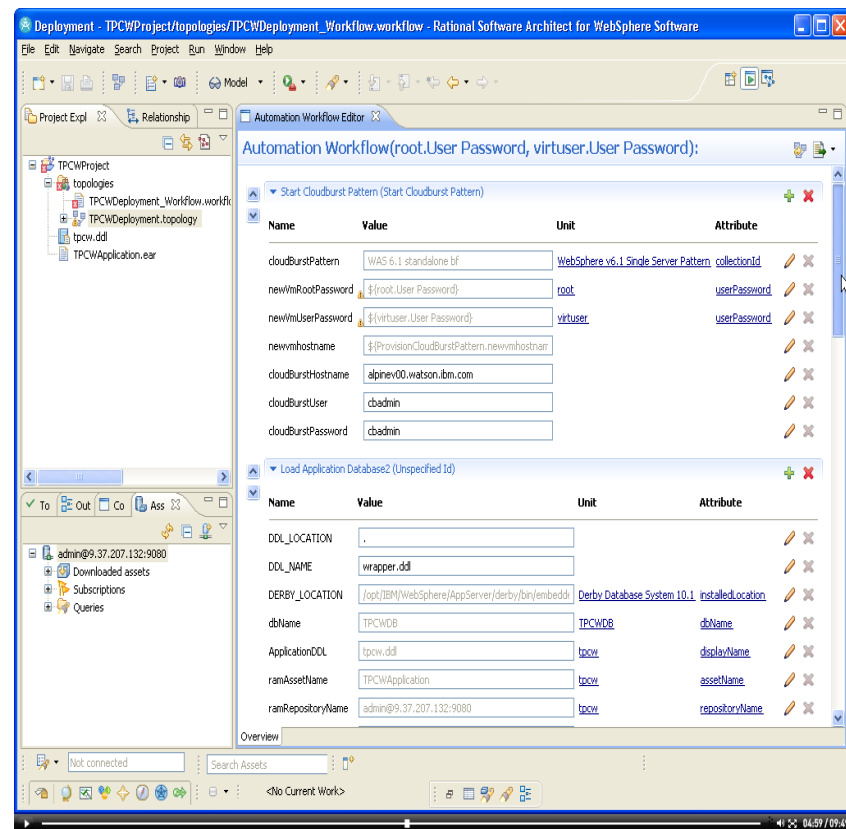 Deployment - TPCWProject/topologies/TPCWDeployment_Workflow.workflow - Rational Software Architect for WebSphere Software
File Edit Navigate Search Project Run Window Help
Model
Project Expl Relationship
Automation Workflow Editor
Automation Workflow(root.User Password, virtuser.User Password):
TPCWProject
topologies
TPCWDeployment_Workflow.workflo
TPCWDeployment.topology
tpcw.ddl
TPCWApplication.ear
Start Cloudburst Pattern (Start Cloudburst Pattern)
Name Value Unit Attribute
cloudBurstPattern WAS 6.1 standalone bf WebSphere v6.1 Single Server Pattern collectionId
newVmRootPassword ${root.User Password} root userPassword
newVmUserPassword ${virtuser.User Password} virtuser userPassword
newvmhostname ${ProvisionCloudBurstPattern.newvmhostnam
cloudBurstHostname alpinev00.watson.ibm.com
cloudBurstUser cbadmin
cloudBurstPassword cbadmin
Load Application Database2 (Unspecified Id)
Name Value Unit Attribute
DDL_LOCATION .
DDL_NAME wrapper.ddl
DERBY_LOCATION /opt/IBM/WebSphere/AppServer/derby/bin/embedde Derby Database System 10.1 installedLocation
dbName TPCWDB TPCWDB dbName
ApplicationDDL tpcw.ddl tpcw displayName
ramAssetName TPCWApplication tpcw assetName
ramRepositoryName admin@9.37.207.132:9080 tpcw repositoryName
Overview
To Out Co Ass
admin@9.37.207.132:9080
Downloaded assets
Subscriptions
Queries
Not connected
Search Assets
<No Current Work>
04:59 / 09:4